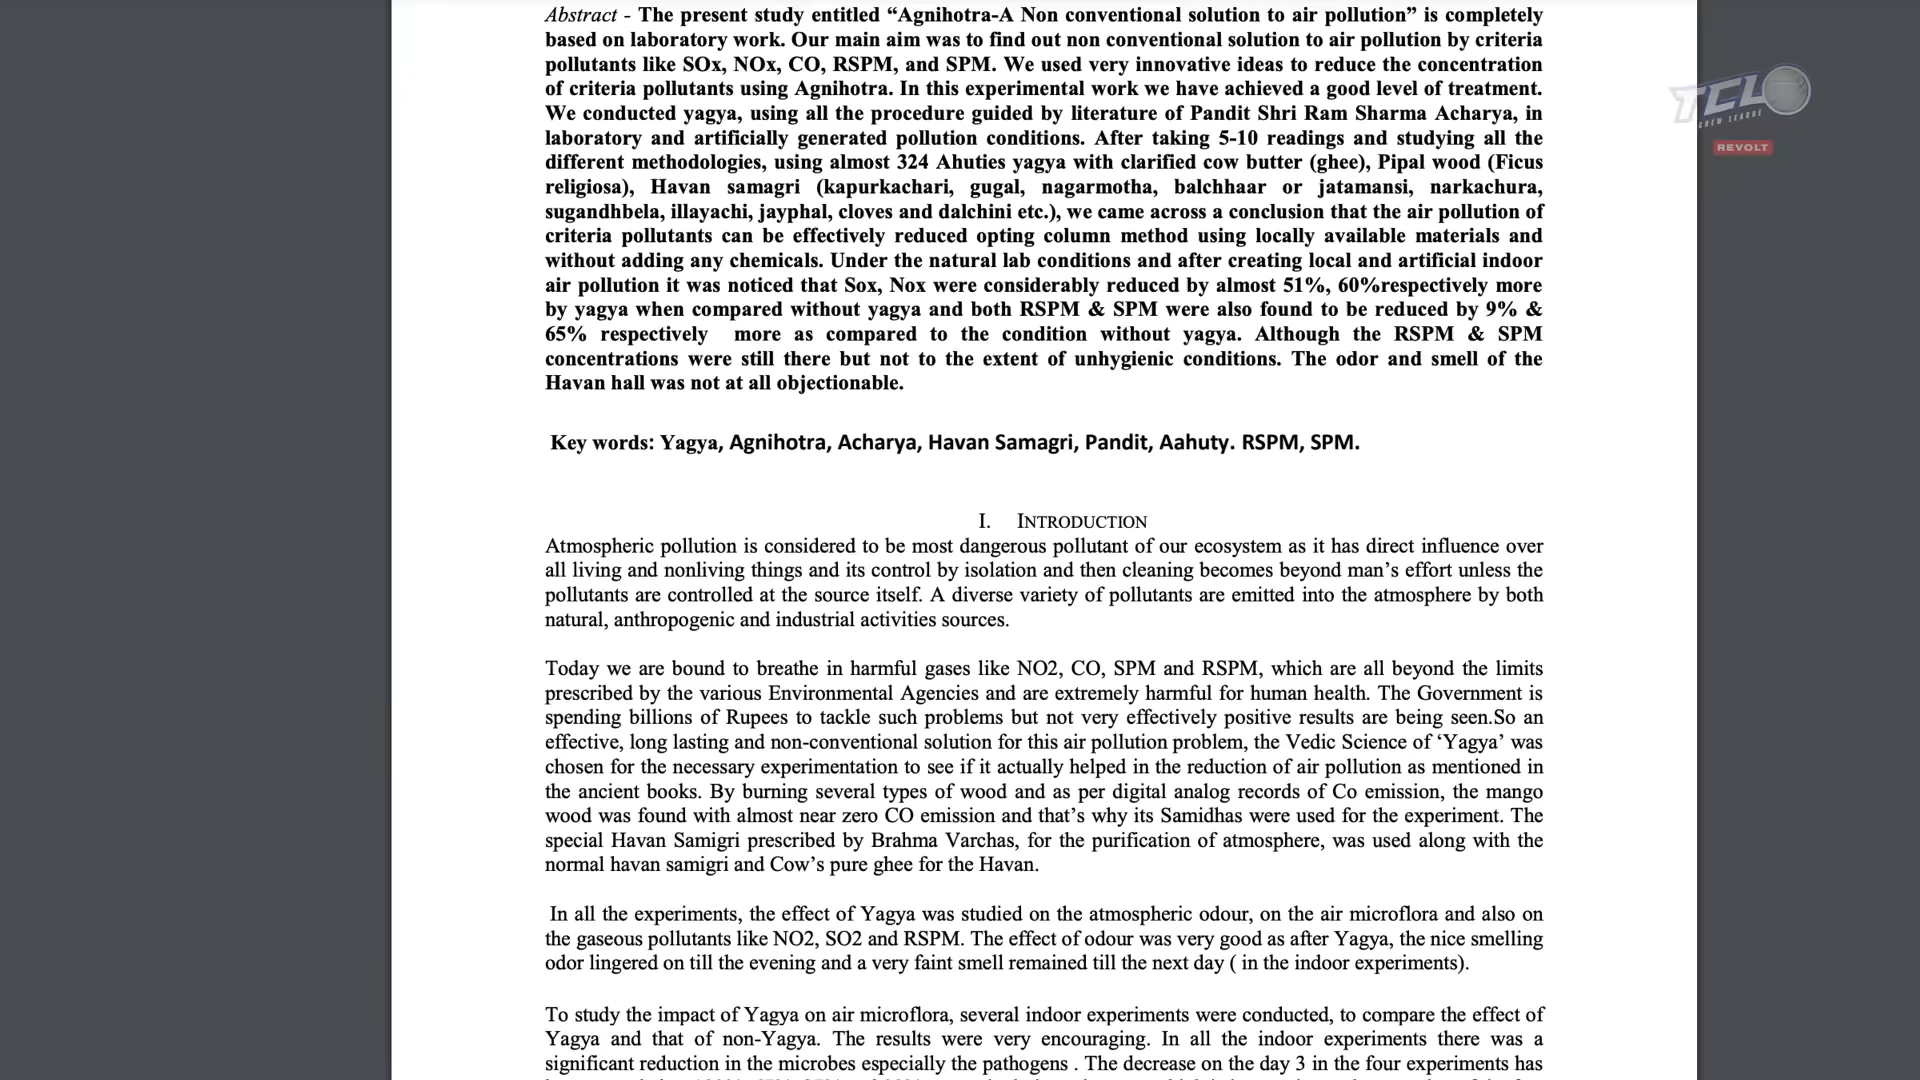 Abstract - The present study entitled “Agnihotra-A Non conventional solution to air pollution” is completely
based on laboratory work. Our main aim was to find out non conventional solution to air pollution by criteria
pollutants like SOx, NOx, CO, RSPM, and SPM. We used very innovative ideas to reduce the concentration
of criteria pollutants using Agnihotra. In this experimental work we have achieved a good level of treatment.
We conducted yagya, using all the procedure guided by literature of Pandit Shri Ram Sharma Acharya, in
laboratory and artificially generated pollution conditions. After taking 5-10 readings and studying all the
different methodologies, using almost 324 Ahuties yagya with clarified cow butter (ghee), Pipal wood (Ficus
religiosa), Havan samagri (kapurkachari, gugal, nagarmotha, balchhaar or jatamansi, narkachura,
sugandhbela, illayachi, jayphal, cloves and dalchini etc.), we came across a conclusion that the air pollution of
criteria pollutants can be effectively reduced opting column method using locally available materials and
without adding any chemicals. Under the natural lab conditions and after creating local and artificial indoor
air pollution it was noticed that Sox, Nox were considerably reduced by almost 51%, 60%respectively more
by yagya when compared without yagya and both RSPM & SPM were also found to be reduced by 9% &
65% respectively more as compared to the condition without yagya. Although the RSPM & SPM
concentrations were still there but not to the extent of unhygienic conditions. The odor and smell of the
Havan hall was not at all objectionable.
Key words: Yagya, Agnihotra, Acharya, Havan Samagri, Pandit, Aahuty. RSPM, SPM.
I. INTRODUCTION
Atmospheric pollution is considered to be most dangerous pollutant of our ecosystem as it has direct influence over
all living and nonliving things and its control by isolation and then cleaning becomes beyond man’s effort unless the
pollutants are controlled at the source itself. A diverse variety of pollutants are emitted into the atmosphere by both
natural, anthropogenic and industrial activities sources.
Today we are bound to breathe in harmful gases like NO2, CO, SPM and RSPM, which are all beyond the limits
prescribed by the various Environmental Agencies and are extremely harmful for human health. The Government is
spending billions of Rupees to tackle such problems but not very effectively positive results are being seen.So an
effective, long lasting and non-conventional solution for this air pollution problem, the Vedic Science of ‘Yagya’ was
chosen for the necessary experimentation to see if it actually helped in the reduction of air pollution as mentioned in
the ancient books. By burning several types of wood and as per digital analog records of Co emission, the mango
wood was found with almost near zero CO emission and that’s why its Samidhas were used for the experiment. The
special Havan Samigri prescribed by Brahma Varchas, for the purification of atmosphere, was used along with the
normal havan samigri and Cow’s pure ghee for the Havan.
In all the experiments, the effect of Yagya was studied on the atmospheric odour, on the air microflora and also on
the gaseous pollutants like NO2, SO2 and RSPM. The effect of odour was very good as after Yagya, the nice smelling
odor lingered on till the evening and a very faint smell remained till the next day ( in the indoor experiments).
To study the impact of Yagya on air microflora, several indoor experiments were conducted, to compare the effect of
Yagya and that of non-Yagya. The results were very encouraging. In all the indoor experiments there was a
significant reduction in the microbes especially the pathogens . The decrease on the day 3 in the four experiments has
TCL
CREW LEAGUE
REVOLT